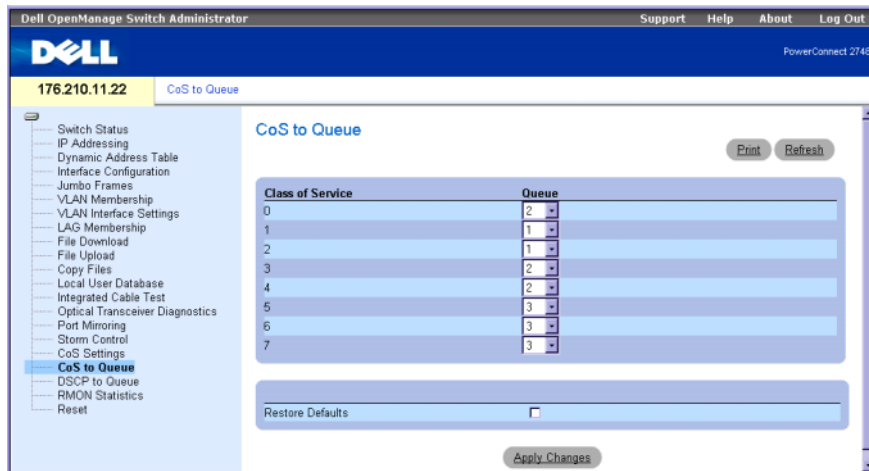 Dell OpenManage Switch Administrator
Support Help About Log Out
DELL
PowerConnect 2748
176.210.11.22
CoS to Queue
Switch Status
IP Addressing
Dynamic Address Table
Interface Configuration
Jumbo Frames
VLAN Membership
VLAN Interface Settings
LAG Membership
File Download
File Upload
Copy Files
Local User Database
Integrated Cable Test
Optical Transceiver Diagnostics
Port Mirroring
Storm Control
CoS Settings
CoS to Queue
DSCP to Queue
RMON Statistics
Reset
CoS to Queue
Print Refresh
Class of Service Queue
0 2
1 1
2 1
3 2
4 2
5 3
6 3
7 3
Restore Defaults
Apply Changes